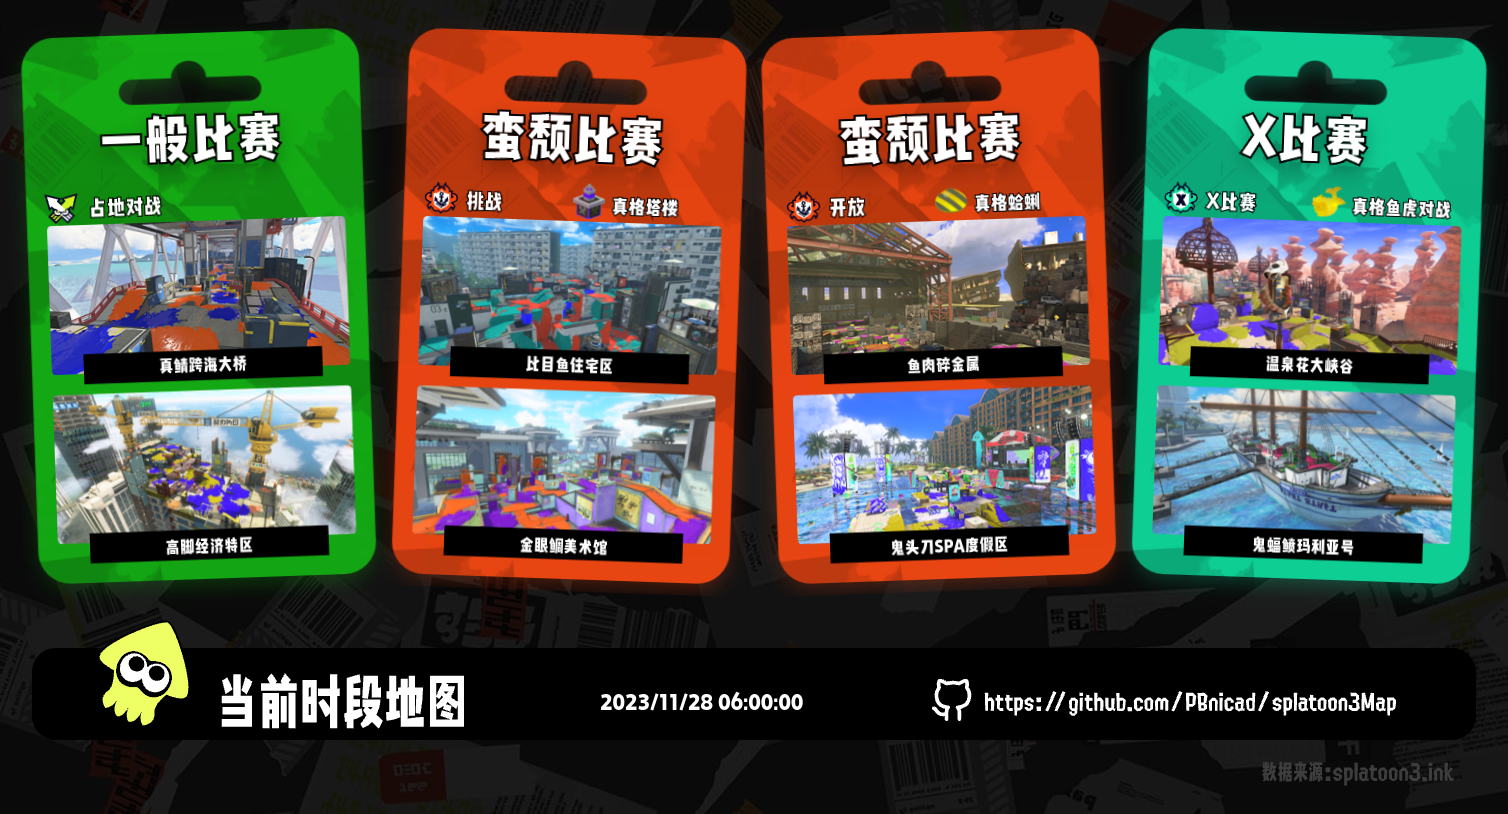 一般比赛
占地对战
真鲷跨海大桥
高脚经济特区
蛮颓比赛
挑战
真格塔楼
比目鱼住宅区
金眼鲷美术馆
蛮颓比赛
开放
真格蛤蜊
鱼肉碎金属
鬼头刀SPA度假区
X比赛
X比赛
真格鱼虎对战
温泉花大峡谷
鬼蝠鲼玛利亚号
当前时段地图
2023/11/28 06:00:00
https://github.com/PBnicad/splatoon3Map
数据来源:splatoon3.ink